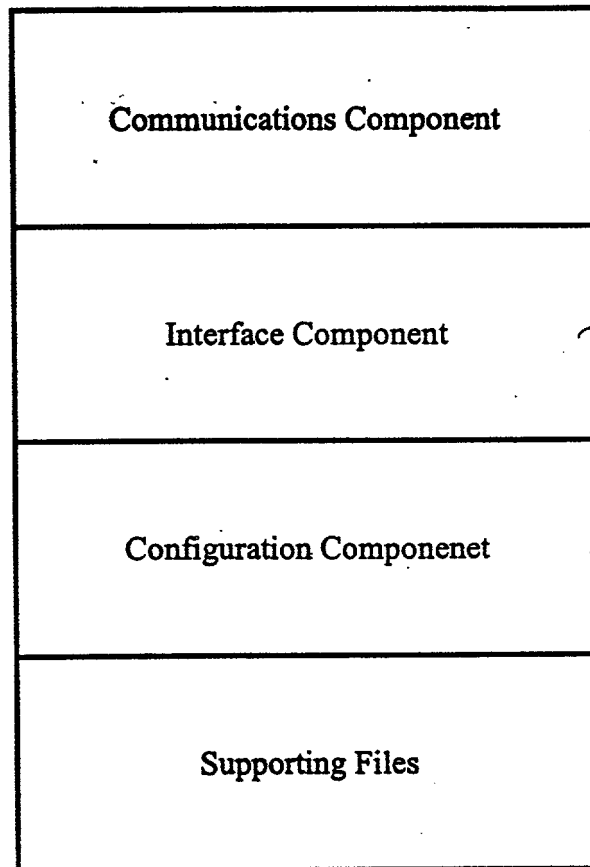 Communications Component
Interface Component
Configuration Componenet
Supporting Files